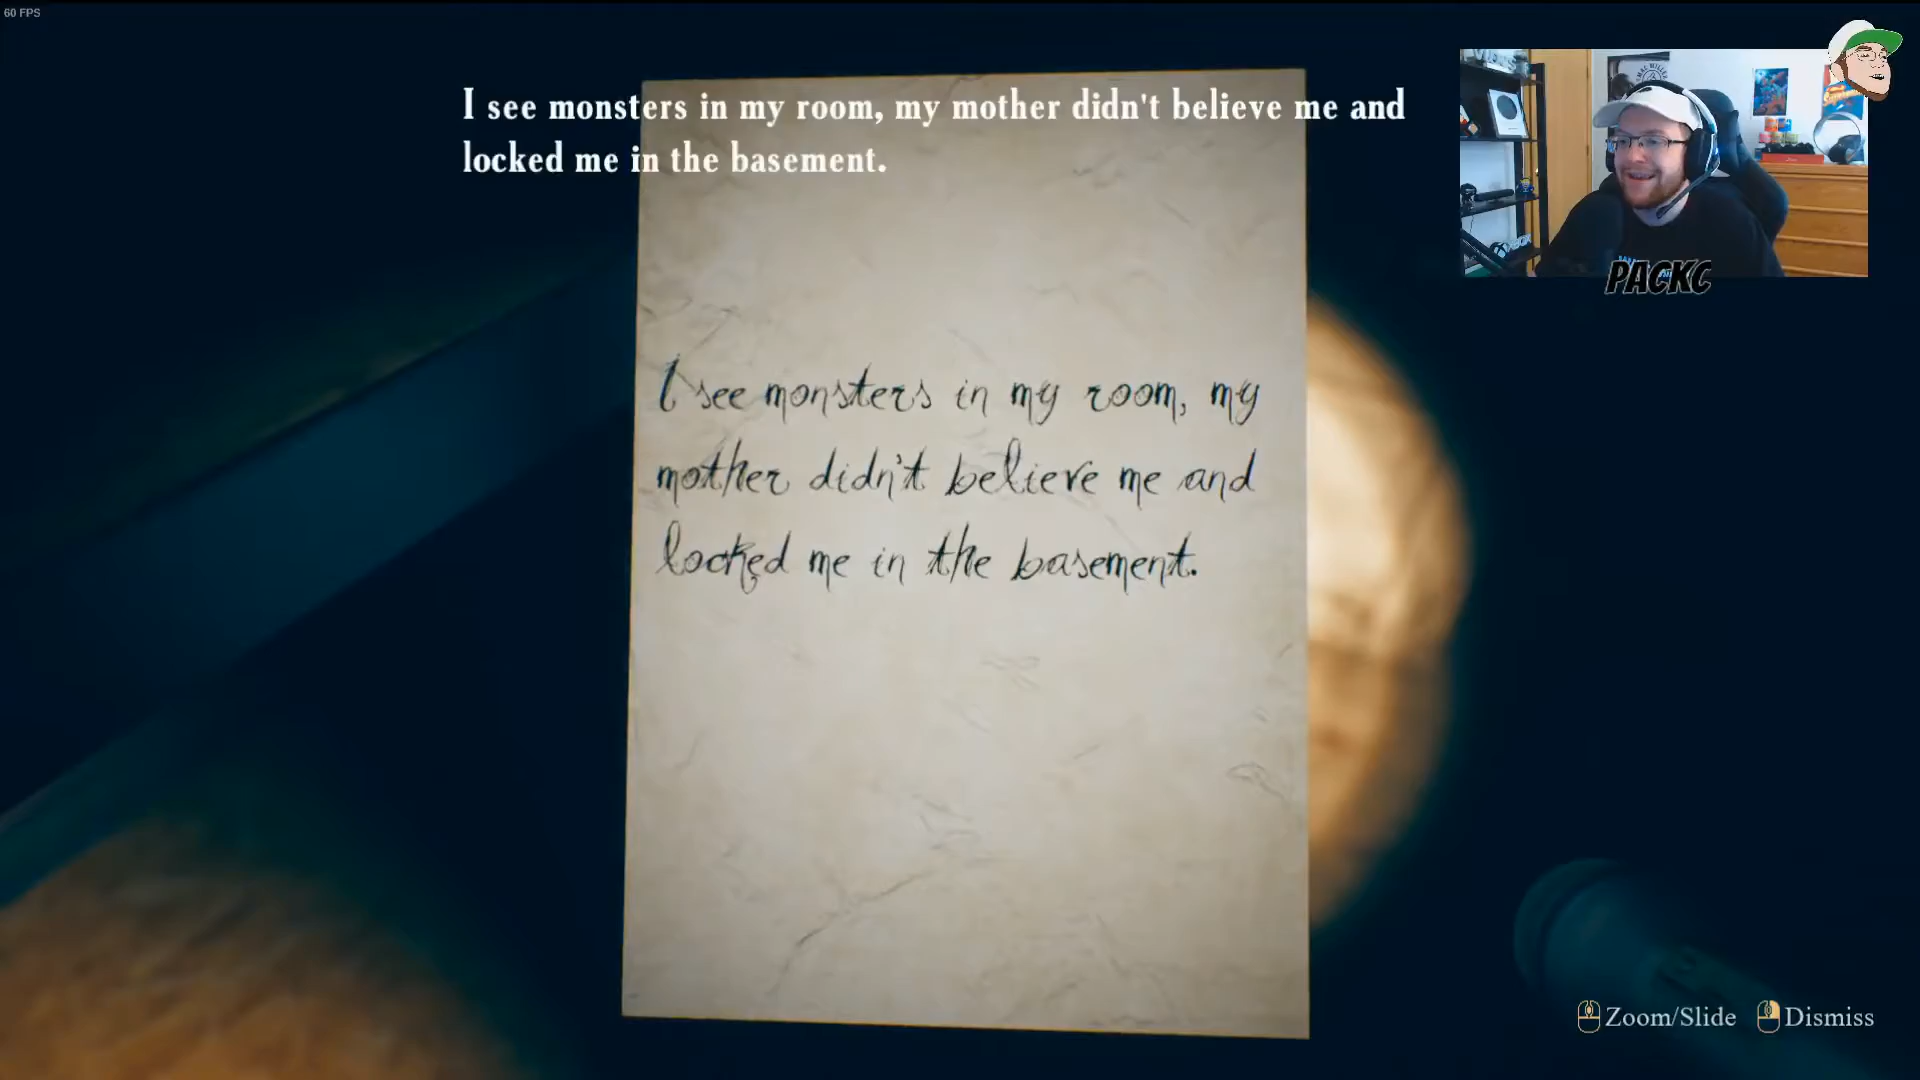 60 FPS
I see monsters in my room, my mother didn't believe me and
locked me in the basement.
I see monsters in my room, my
mother didn't believe me and
locked me in the basement.
PACKC
Zoom/Slide
Dismiss